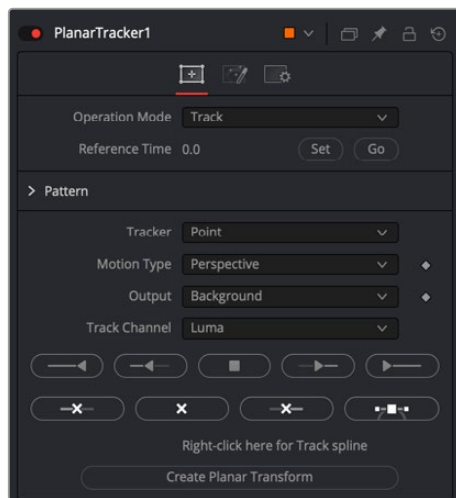 PlanarTracker1
Operation Mode Track
Reference Time 0.0 Set Go
Pattern
Tracker Point
Motion Type Perspective
Output Background
Track Channel Luma
Right-click here for Track spline
Create Planar Transform